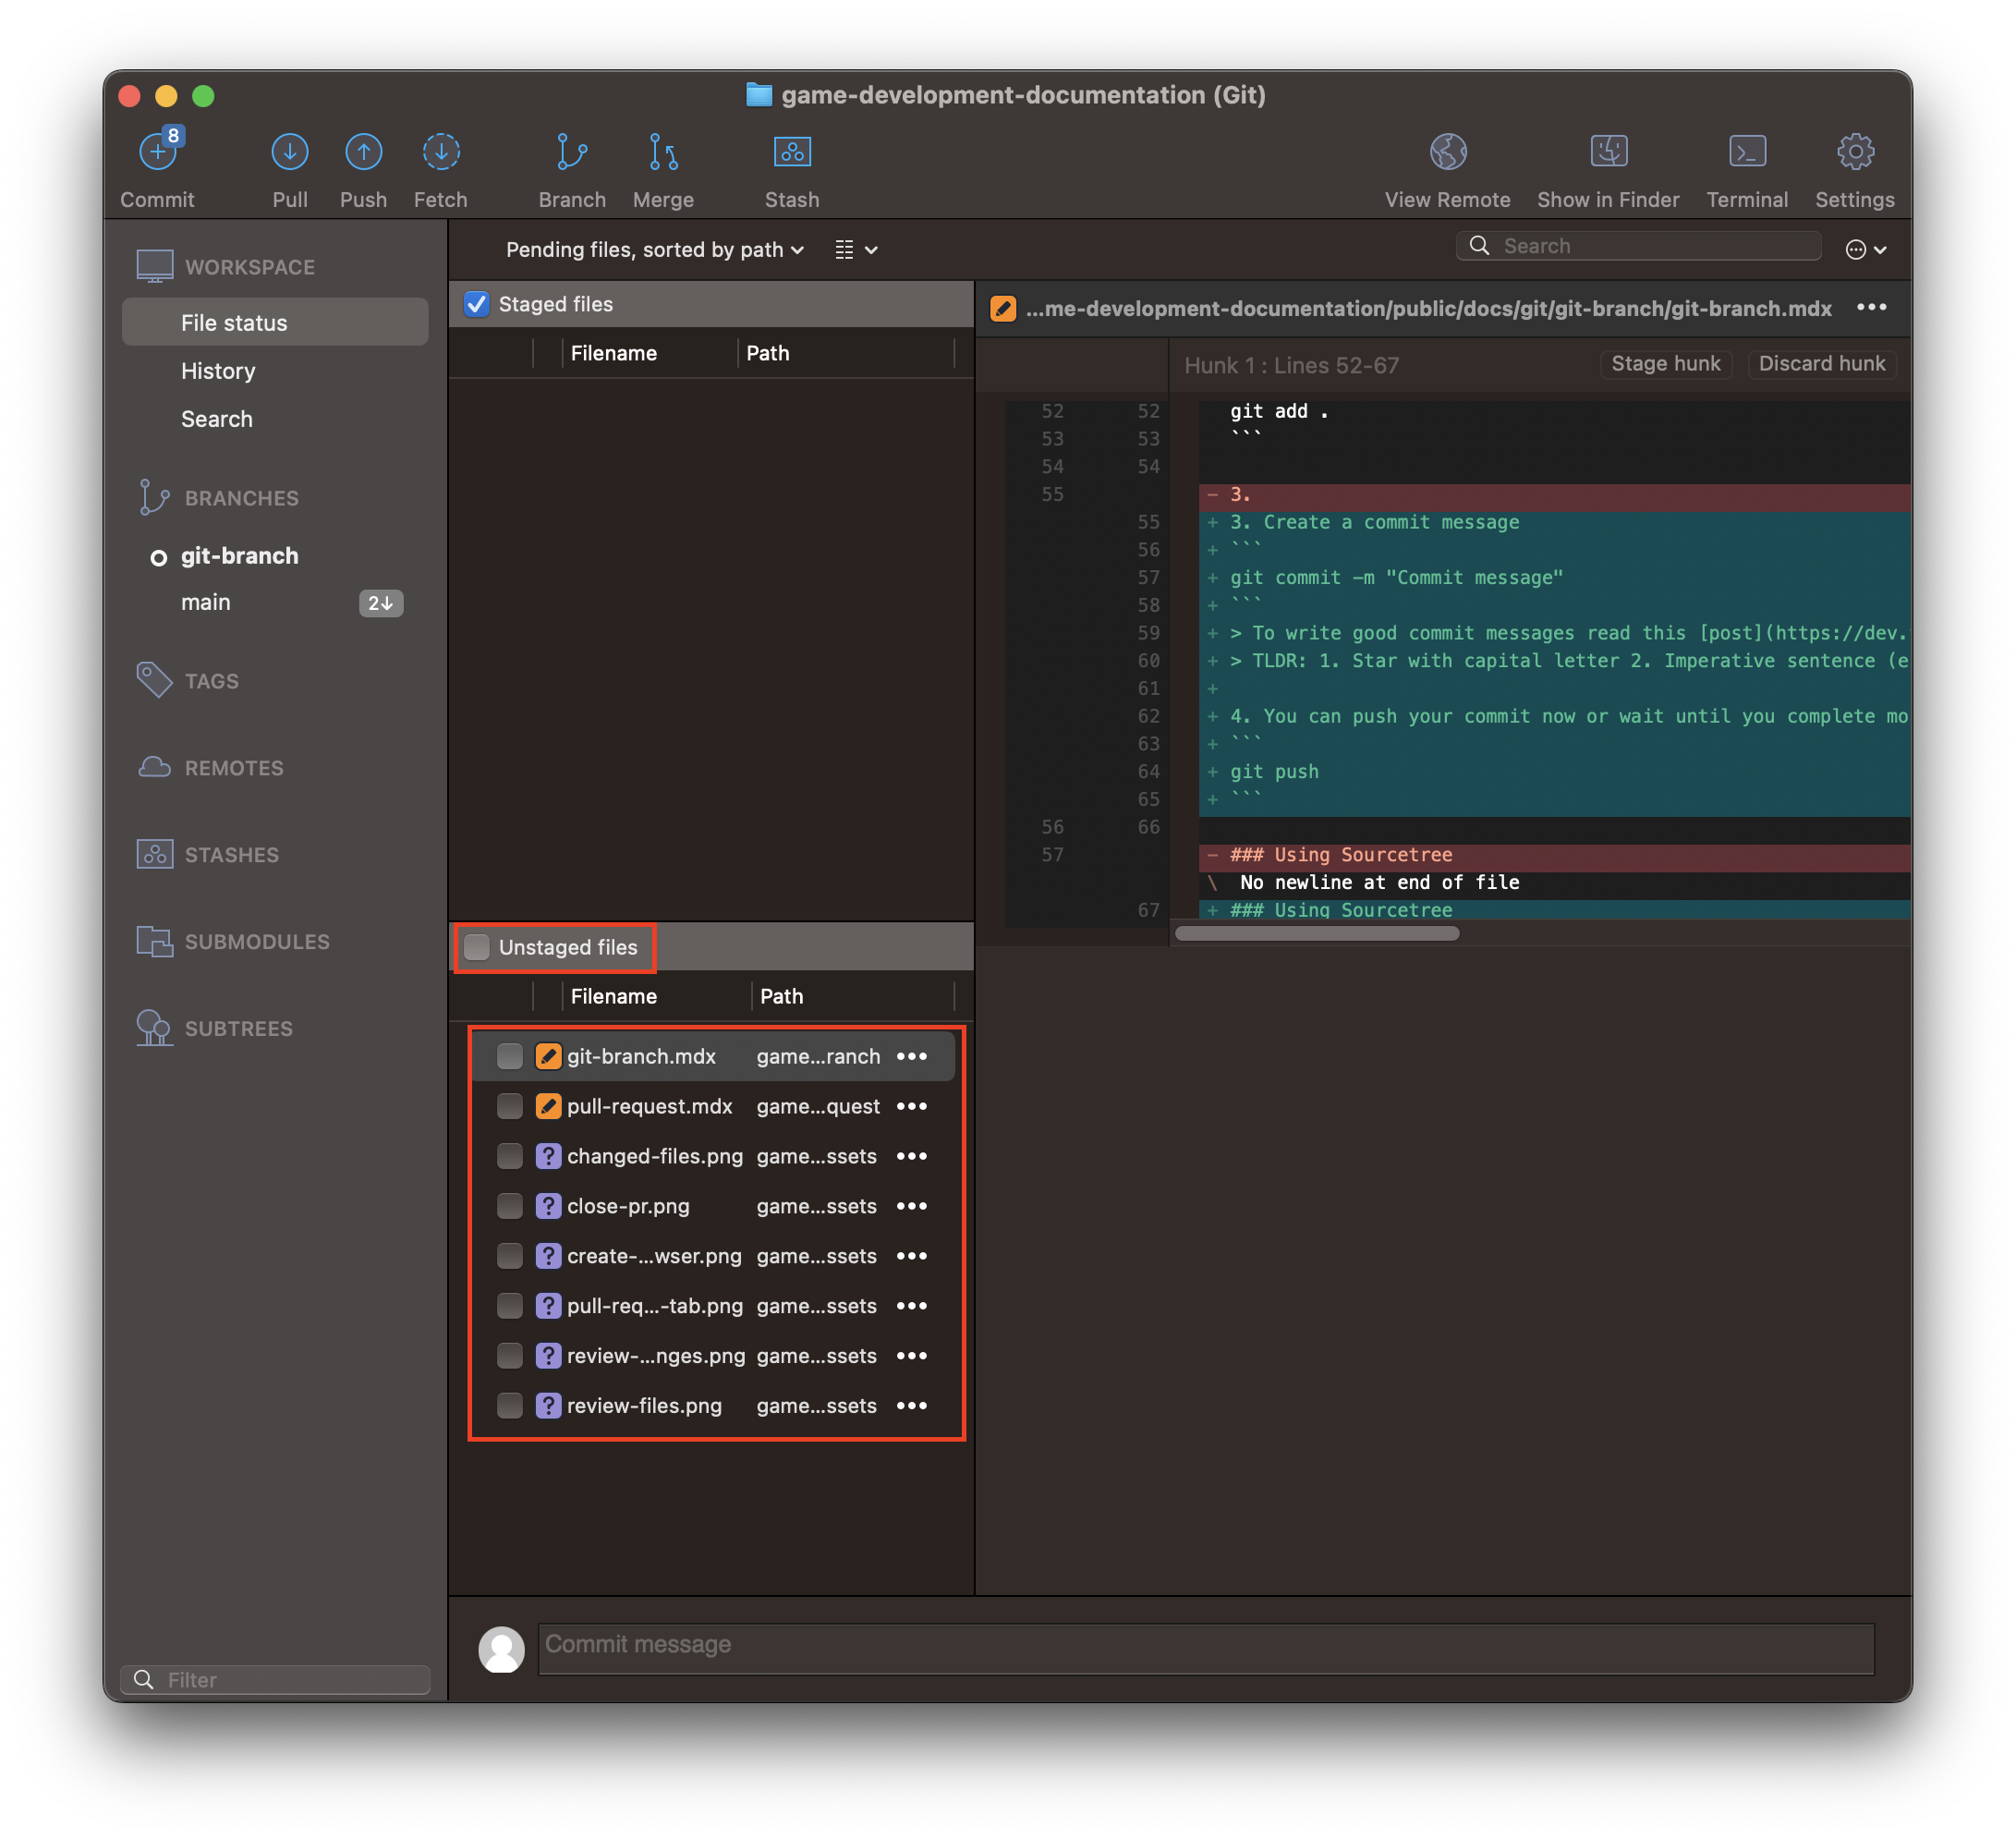 game-development-documentation (Git)
8
Commit
Pull
Push
Fetch
Branch
Merge
Stash
View Remote
Show in Finder
Terminal
Settings
WORKSPACE
File status
History
Search
BRANCHES
git-branch
main 2↓
TAGS
REMOTES
STASHES
SUBMODULES
SUBTREES
Filter
Pending files, sorted by path
Search
Staged files
Filename Path
Unstaged files
Filename Path
git-branch.mdx game...ranch •••
pull-request.mdx game...quest •••
? changed-files.png game...ssets •••
? close-pr.png game...ssets •••
? create-...wser.png game...ssets •••
? pull-req...-tab.png game...ssets •••
? review-...nges.png game...ssets •••
? review-files.png game...ssets •••
...me-development-documentation/public/docs/git/git-branch/git-branch.mdx •••
Hunk 1 : Lines 52-67 Stage hunk Discard hunk
52 52 git add .
53 53 ```
54 54
55 - 3.
55 + 3. Create a commit message
56 + ```
57 + git commit -m "Commit message"
58 + ```
59 + > To write good commit messages read this [post](https://dev.
60 + > TLDR: 1. Star with capital letter 2. Imperative sentence (e
61 +
62 + 4. You can push your commit now or wait until you complete mo
63 + ```
64 + git push
65 + ```
56 66
57 - ### Using Sourcetree
\ No newline at end of file
67 + ### Using Sourcetree
Commit message